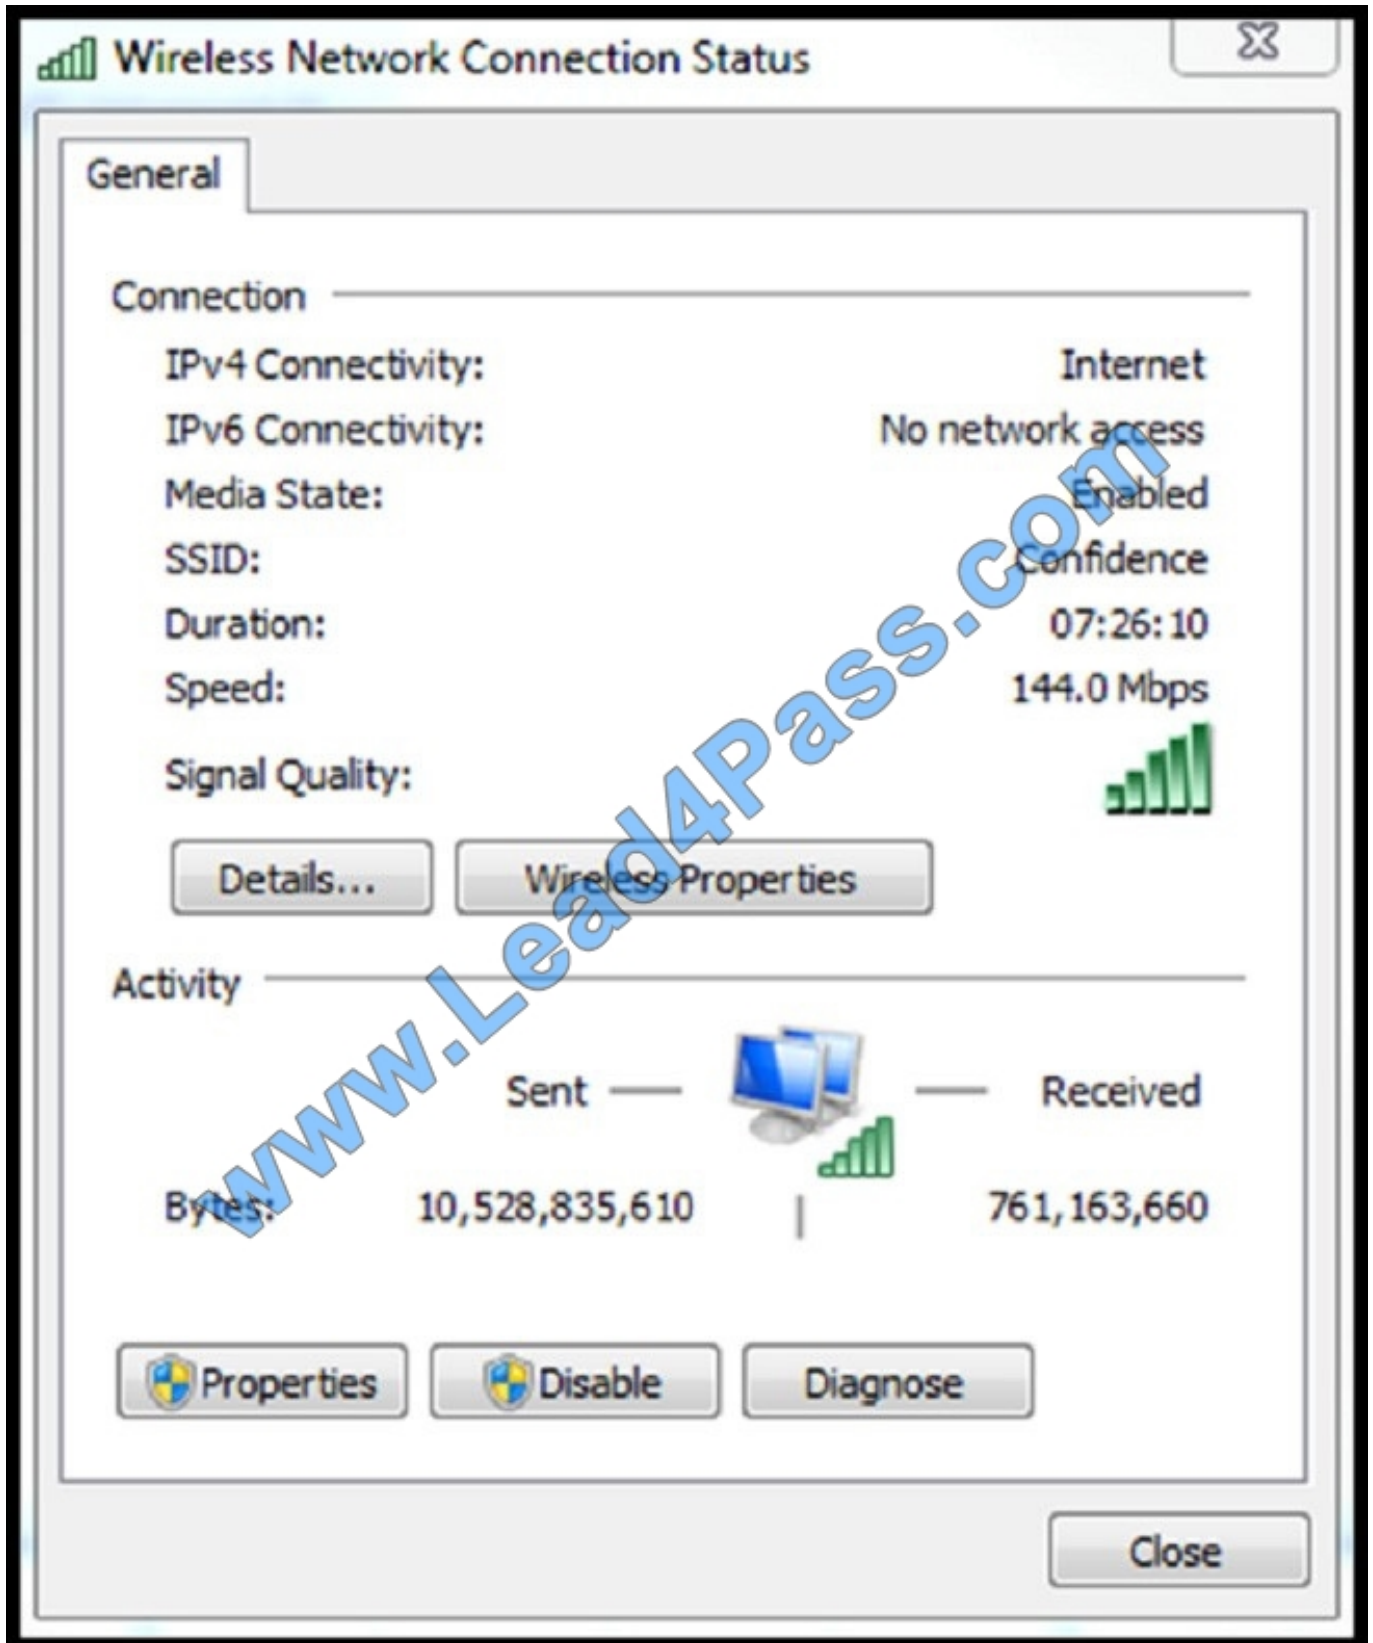 Wireless Network Connection Status
General
Connection
IPv4 Connectivity: Internet
IPv6 Connectivity: No network access
Media State: Enabled
SSID: Confidence
Duration: 07:26:10
Speed: 144.0 Mbps
Signal Quality:
Details... Wireless Properties
Activity
Sent Received
Bytes: 10,528,835,610 761,163,660
Properties Disable Diagnose
Close
www.Lead4Pass.com